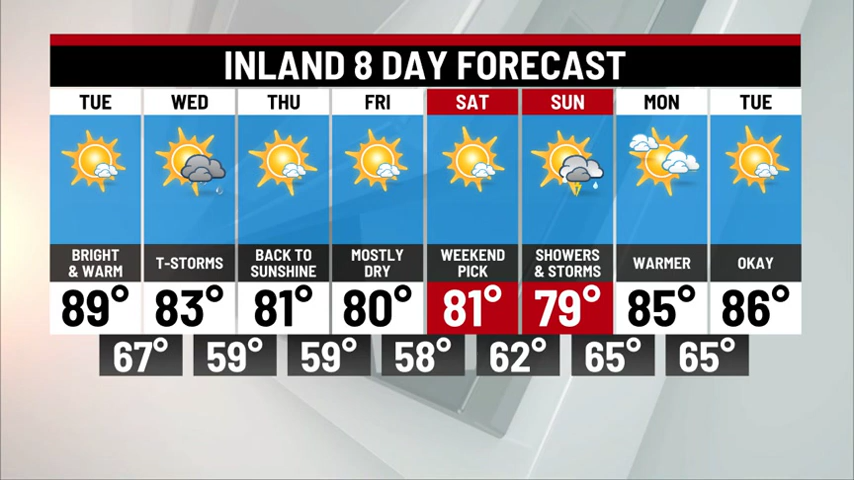 INLAND 8 DAY FORECAST
TUE WED THU FRI SAT SUN MON TUE
BRIGHT & WARM T-STORMS BACK TO SUNSHINE MOSTLY DRY WEEKEND PICK SHOWERS & STORMS WARMER OKAY
89° 83° 81° 80° 81° 79° 85° 86°
67° 59° 59° 58° 62° 65° 65°